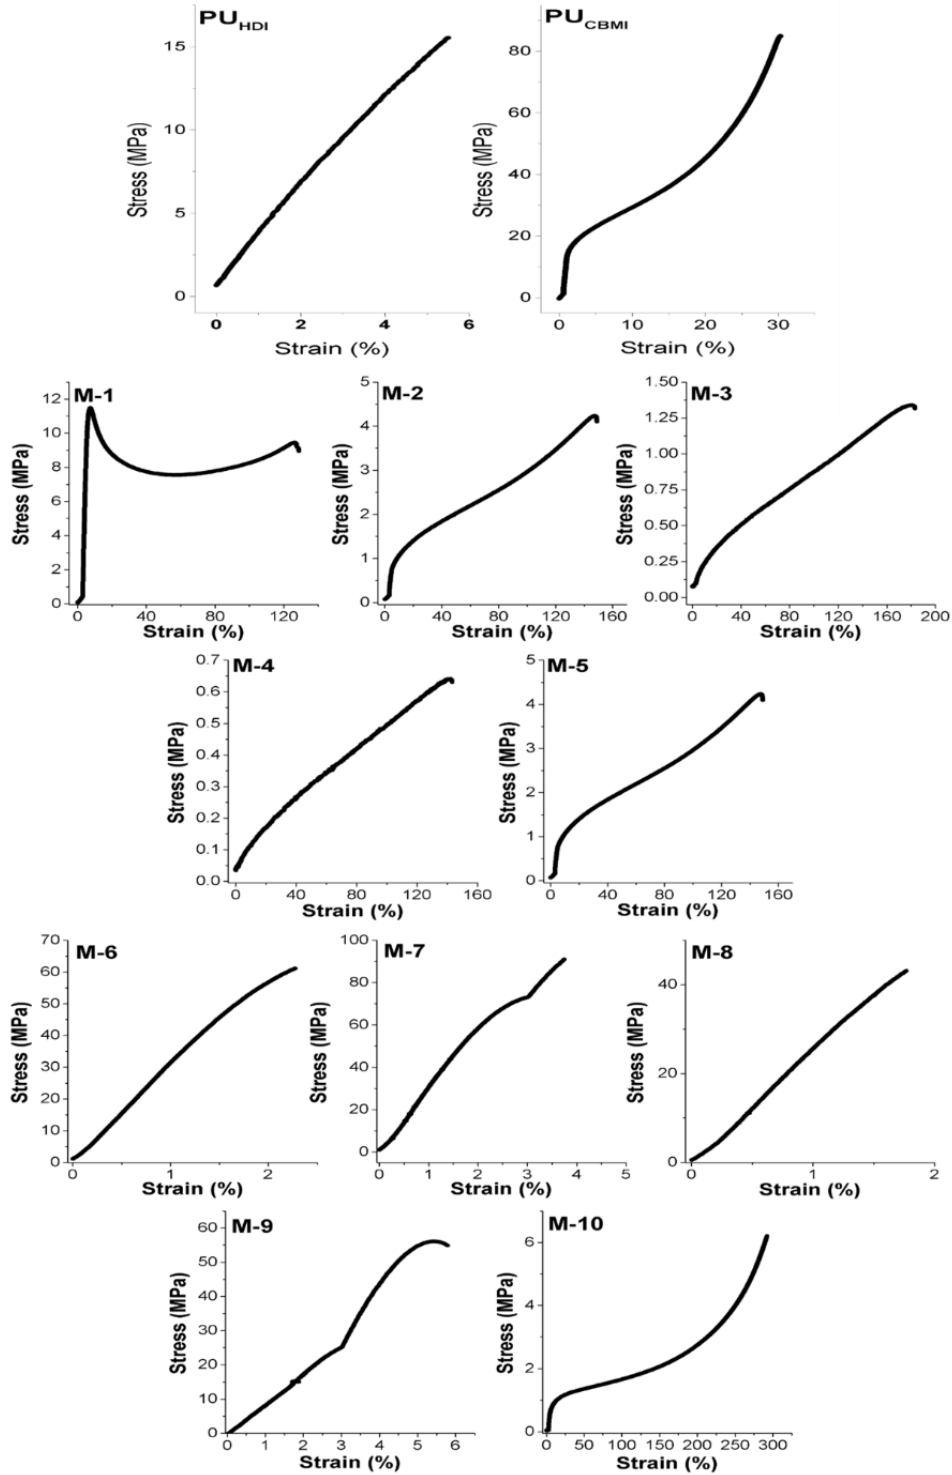 PU_HDI
Stress (MPa)
15
10
5
0
0 2 4 6
Strain (%)
PU_CBMI
Stress (MPa)
80
60
40
20
0
0 10 20 30
Strain (%)
M-1
Stress (MPa)
12
10
8
6
4
2
0
0 40 80 120
Strain (%)
M-2
Stress (MPa)
5
4
3
2
1
0
0 40 80 120 160
Strain (%)
M-3
Stress (MPa)
1.50
1.25
1.00
0.75
0.50
0.25
0.00
0 40 80 120 160 200
Strain (%)
M-4
Stress (MPa)
0.7
0.6
0.5
0.4
0.3
0.2
0.1
0.0
0 40 80 120 160
Strain (%)
M-5
Stress (MPa)
5
4
3
2
1
0
0 40 80 120 160
Strain (%)
M-6
Stress (MPa)
70
60
50
40
30
20
10
0
0 1 2
Strain (%)
M-7
Stress (MPa)
100
80
60
40
20
0
0 1 2 3 4 5
Strain (%)
M-8
Stress (MPa)
40
20
0
0 1 2
Strain (%)
M-9
Stress (MPa)
60
50
40
30
20
10
0
0 1 2 3 4 5 6
Strain (%)
M-10
Stress (MPa)
6
4
2
0
0 50 100 150 200 250 300
Strain (%)